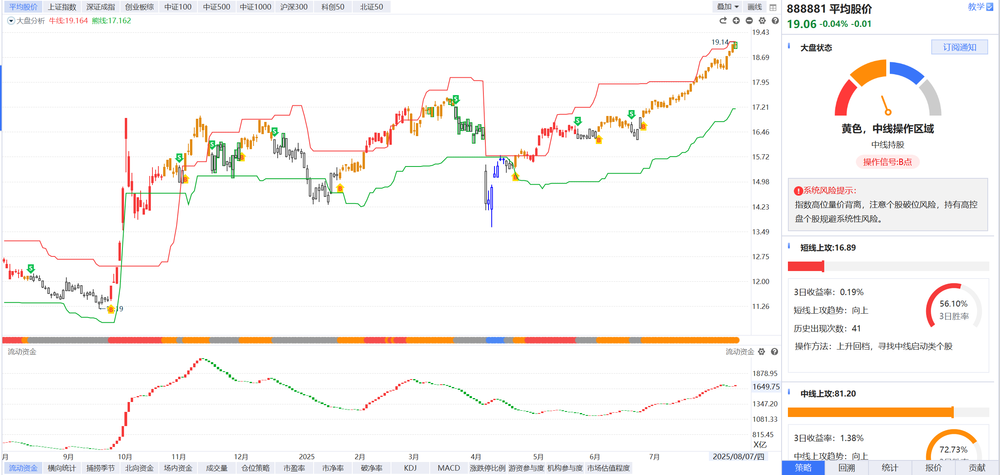 平均股价 上证指数 深证成指 创业板综 中证100 中证500 中证1000 沪深300 科创50 北证50 叠加 画线
大盘分析 牛线:19.164 熊线:17.162
19.43
18.69
17.95
17.21
16.46
15.72
14.98
14.23
13.49
12.75
12.00
11.26
19.14
S
S
S
S
S
S
S
B
B
B
B
B
B
B
流动资金
流动资金
1878.95
1649.75
1347.20
1081.33
815.45
X亿
月 9月 10月 11月 12月 2025 2月 3月 4月 5月 6月 7月 2025/08/07/四
流动资金 横向统计 捕捞季节 北向资金 场内资金 成交量 仓位策略 市盈率 市净率 破净率 KDJ MACD 涨跌停比例 游资参与度 机构参与度 市场估值程度
888881 平均股价 教学
19.06 -0.04% -0.01
大盘状态 订阅通知
黄色，中线操作区域
中线持股
操作信号:B点
系统风险提示:
指数高位量价背离，注意个股破位风险，持有高控
盘个股规避系统性风险。
短线上攻:16.89
3日收益率：0.19%
短线上攻趋势：向上
历史出现次数：41
操作方法：上升回档，寻找中线启动类个股
56.10%
3日胜率
中线上攻:81.20
3日收益率：1.38%
中线上攻趋势：向上
72.73%
策略 回溯 统计 报价 贡献